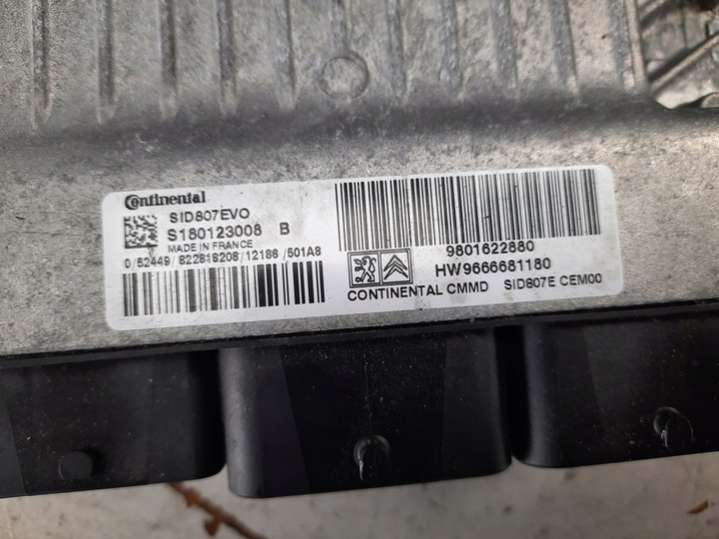 Continental
SID807EVO
S180123008 B
MADE IN FRANCE
0/52449/822818208/12186/501A8
9801622880
HW9666681180
CONTINENTAL CMMD SID807E CEM00